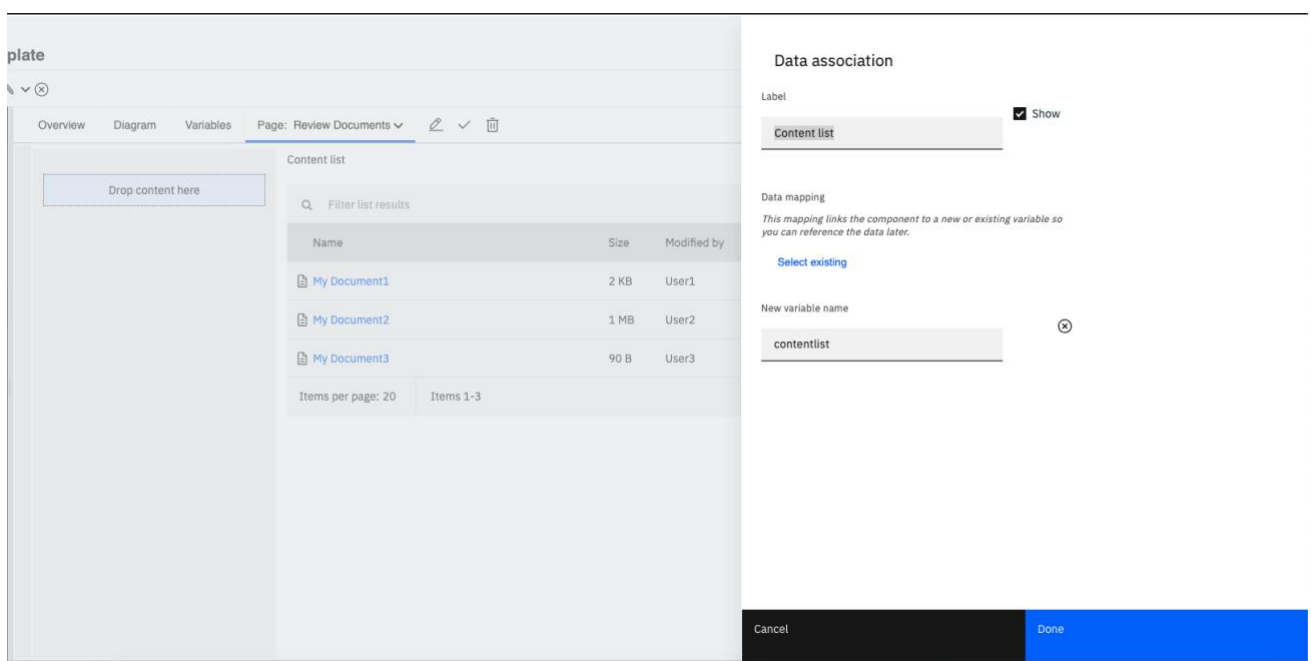 plate
Overview Diagram Variables Page: Review Documents
Drop content here
Content list
Filter list results
Name Size Modified by
My Document1 2 KB User1
My Document2 1 MB User2
My Document3 90 B User3
Items per page: 20 Items 1-3
Data association
Label
Show
Content list
Data mapping
This mapping links the component to a new or existing variable so
you can reference the data later.
Select existing
New variable name
contentlist
Cancel Done